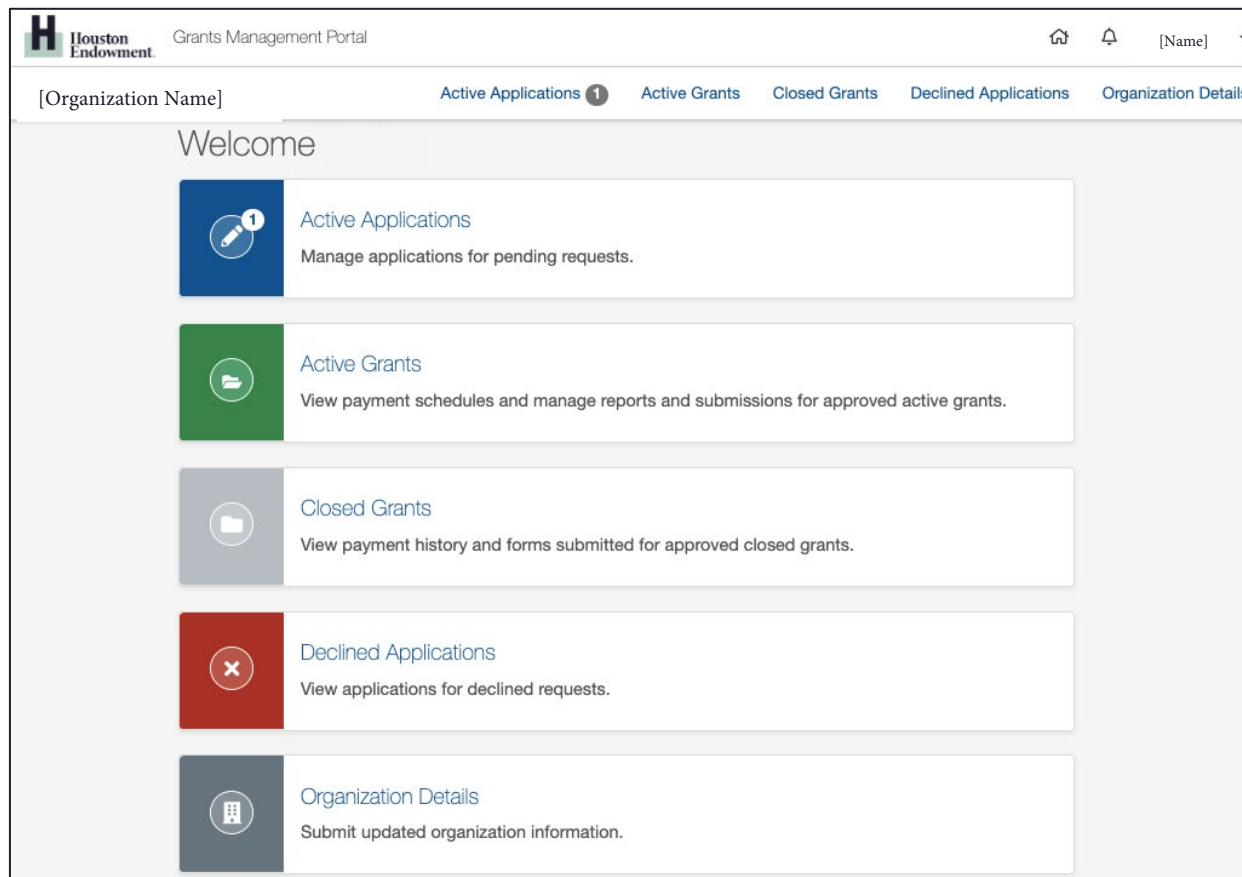 H Houston Endowment.
Grants Management Portal
[Name]
[Organization Name]
Active Applications 1
Active Grants
Closed Grants
Declined Applications
Organization Details
Welcome
1
Active Applications
Manage applications for pending requests.
Active Grants
View payment schedules and manage reports and submissions for approved active grants.
Closed Grants
View payment history and forms submitted for approved closed grants.
Declined Applications
View applications for declined requests.
Organization Details
Submit updated organization information.